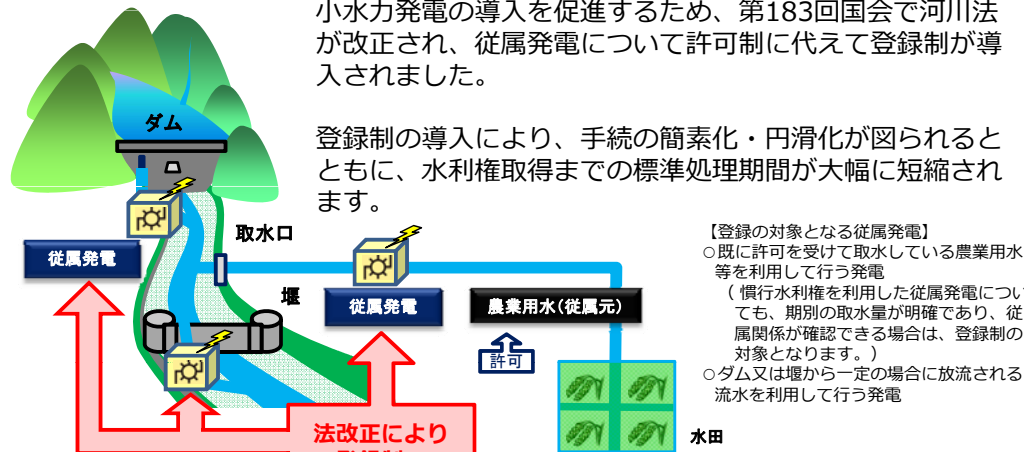 小水力発電の導入を促進するため、第183回国会で河川法
が改正され、従属発電について許可制に代えて登録制が導
入されました。
登録制の導入により、手続の簡素化・円滑化が図られると
ともに、水利権取得までの標準処理期間が大幅に短縮され
ます。
ダム
取水口
従属発電
堰
従属発電
農業用水(従属元)
許可
【登録の対象となる従属発電】
○既に許可を受けて取水している農業用水
等を利用して行う発電
（慣行水利権を利用した従属発電につい
ても、期別の取水量が明確であり、従
属関係が確認できる場合は、登録制の
対象となります。）
○ダム又は堰から一定の場合に放流される
流水を利用して行う発電
水田
法改正により